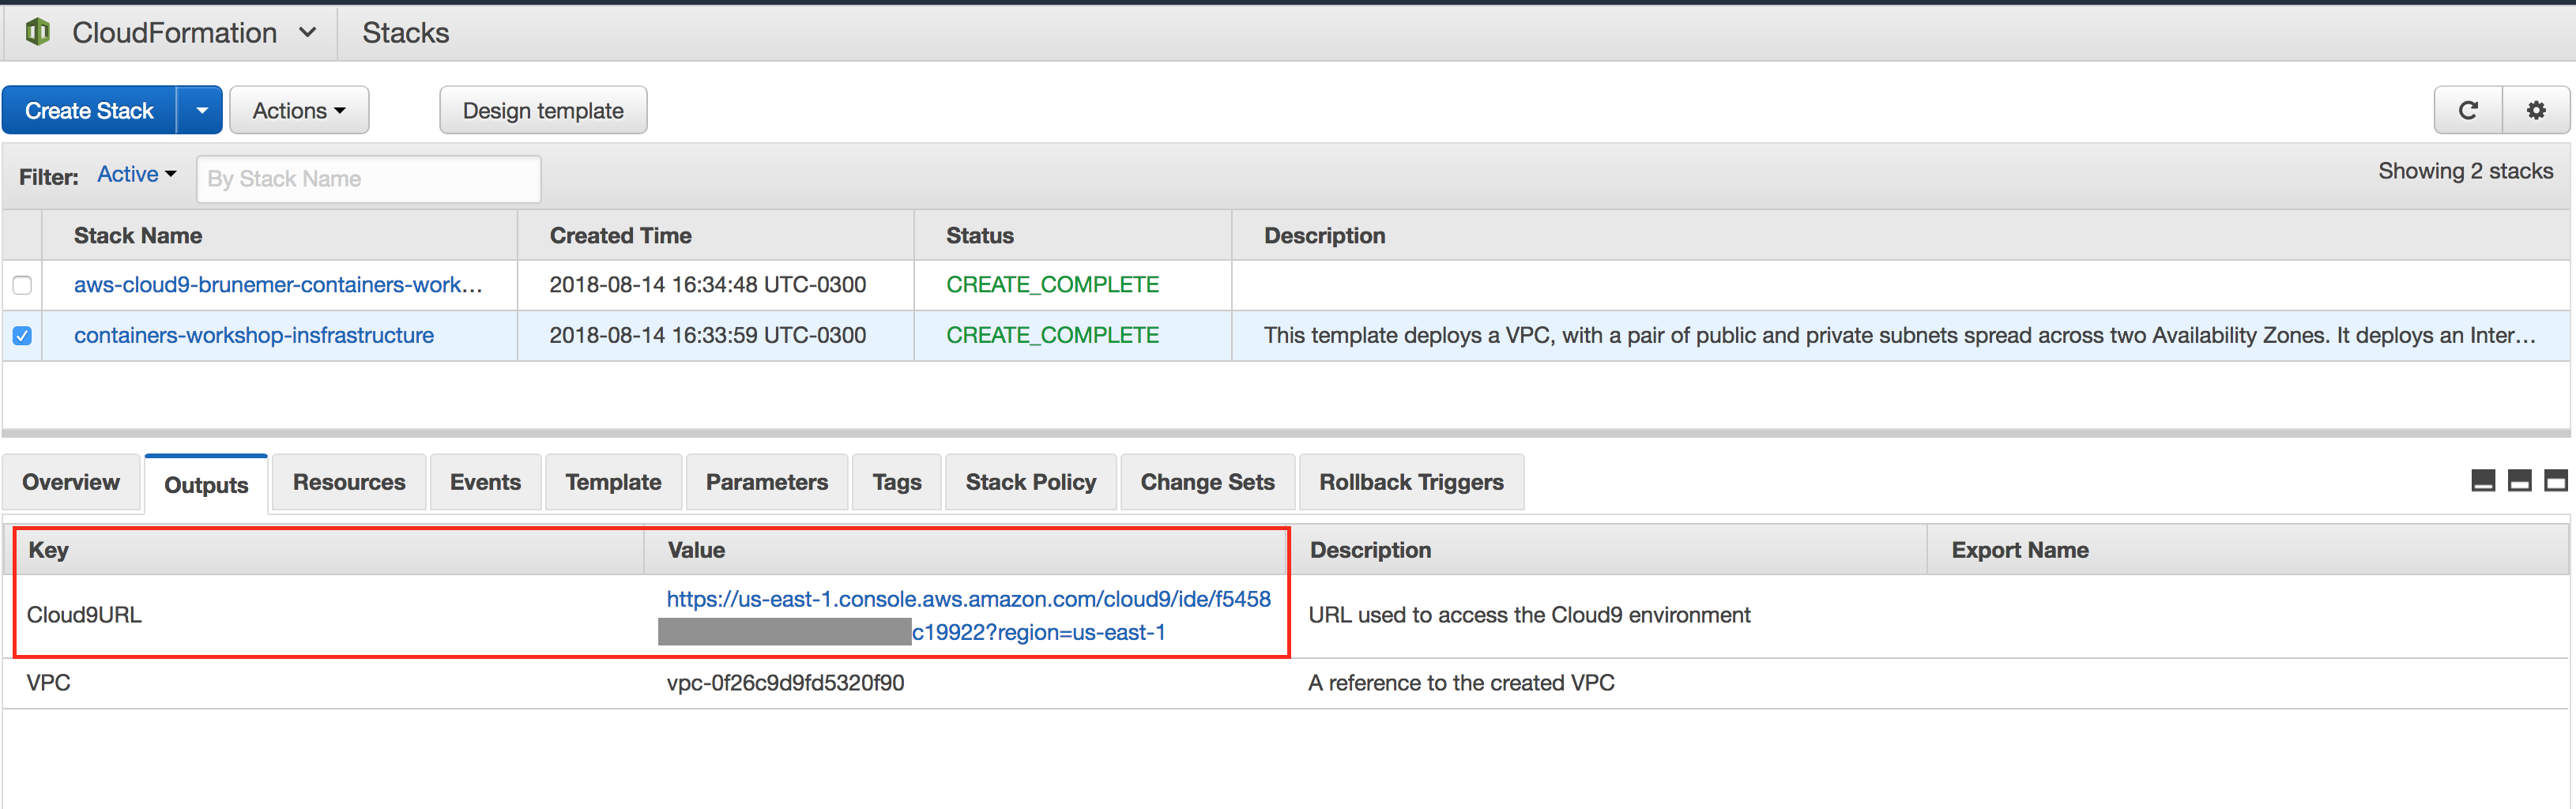 CloudFormation Stacks
Create Stack Actions Design template
Filter: Active By Stack Name Showing 2 stacks
Stack Name Created Time Status Description
aws-cloud9-brunemer-containers-work... 2018-08-14 16:34:48 UTC-0300 CREATE_COMPLETE
containers-workshop-insfrastructure 2018-08-14 16:33:59 UTC-0300 CREATE_COMPLETE This template deploys a VPC, with a pair of public and private subnets spread across two Availability Zones. It deploys an Inter...
Overview Outputs Resources Events Template Parameters Tags Stack Policy Change Sets Rollback Triggers
Key Value Description Export Name
Cloud9URL https://us-east-1.console.aws.amazon.com/cloud9/ide/f5458 URL used to access the Cloud9 environment
c19922?region=us-east-1
VPC vpc-0f26c9d9fd5320f90 A reference to the created VPC